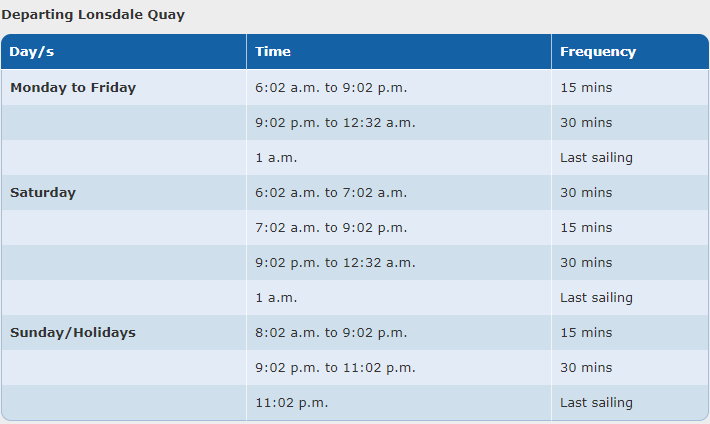 Departing Lonsdale Quay
Day/s Time Frequency
Monday to Friday 6:02 a.m. to 9:02 p.m. 15 mins
9:02 p.m. to 12:32 a.m. 30 mins
1 a.m. Last sailing
Saturday 6:02 a.m. to 7:02 a.m. 30 mins
7:02 a.m. to 9:02 p.m. 15 mins
9:02 p.m. to 12:32 a.m. 30 mins
1 a.m. Last sailing
Sunday/Holidays 8:02 a.m. to 9:02 p.m. 15 mins
9:02 p.m. to 11:02 p.m. 30 mins
11:02 p.m. Last sailing